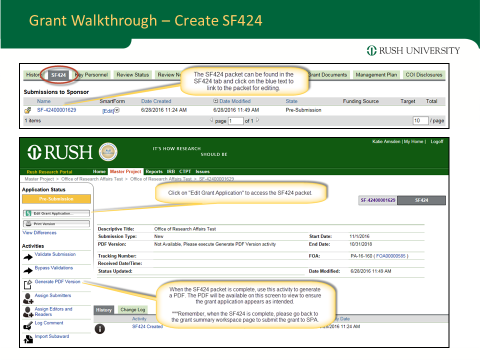 Grant Walkthrough – Create SF424
RUSH UNIVERSITY
History SF424 Key Personnel Review Status Review No Grant Documents Management Plan COI Disclosures
The SF424 packet can be found in the
SF424 tab and click on the blue text to
link to the packet for editing.
Submissions to Sponsor
Name SmartForm Date Created Date Modified State Funding Source Target Total
SF-42400001629 [Edit] 6/28/2016 11:24 AM 6/28/2016 11:49 AM Pre-Submission
1 items page 1 of 1 10 / page
Katie Amsden | My Home | Logoff
RUSH
IT'S HOW RESEARCH
SHOULD BE
Rush Research Portal Home Master Project Reports IRB CTPT Issues
Master Project > Office of Research Affairs Test > Office of Research Affairs Test > SF-42400001629
Application Status
Pre-Submission
Click on "Edit Grant Application" to access the SF424 packet
SF-42400001629 SF424
Edit Grant Application...
Print Version
View Differences
Descriptive Title: Office of Research Affairs Test
Submission Type: New Start Date: 11/1/2016
PDF Version: Not Available. Please execute Generate PDF Version activity End Date: 10/31/2018
Activities
Validate Submission
Tracking Number: FOA: PA-16-160
Received Date/Time:
Bypass Validations
Status Updated: Date Modified: 6/28/2016 11:49 AM
Generate PDF Version
When the SF424 packet is complete, use this activity to
generate a PDF. The PDF will be available on this screen to view to ensure
the grant application appears as intended.
***Remember, when the SF424 is complete, please go back to
the grant summary workspace page to submit the grant to SPA.
Assign Submitters
Assign Editors and
Readers
History Change Log
Log Comment
Activity Date
SF424 Created 11:24 AM
Import Subaward